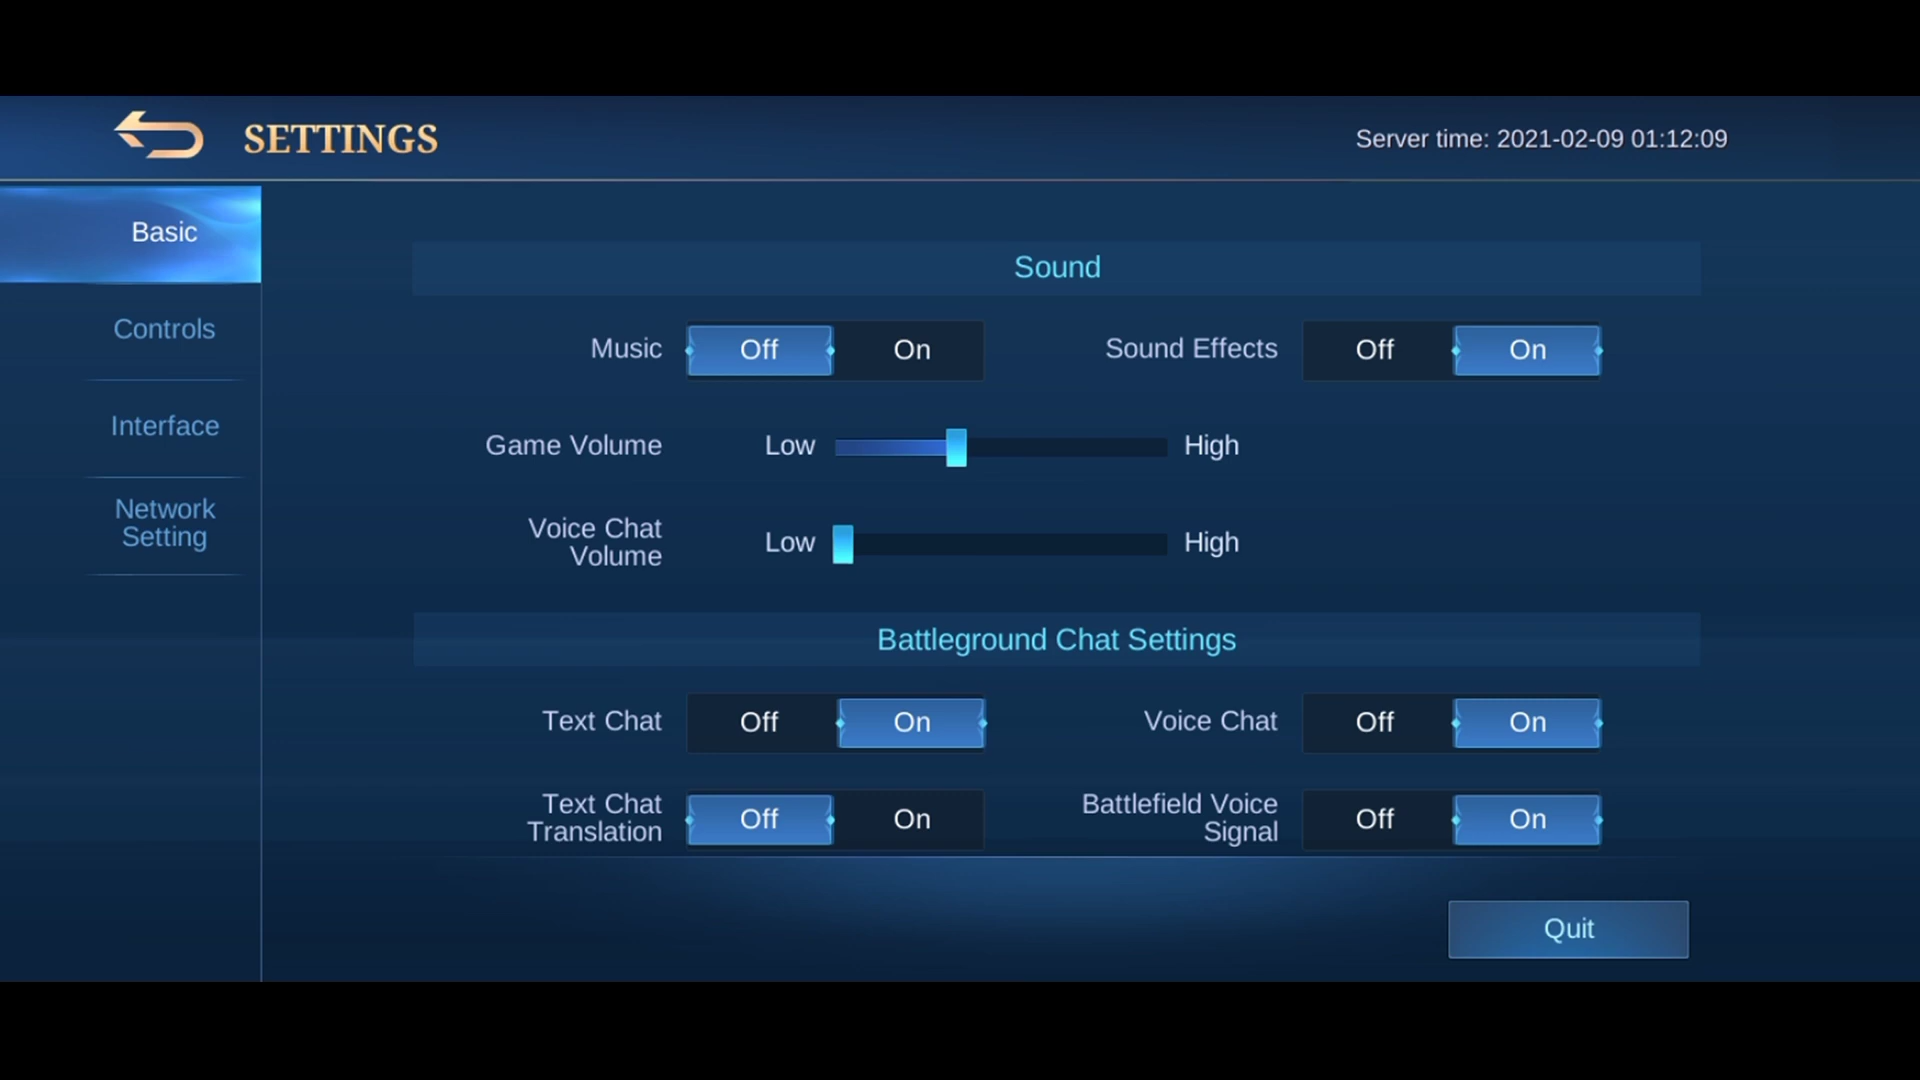 SETTINGS
Server time: 2021-02-09 01:12:09
Basic
Controls
Interface
Network
Setting
Sound
Music Off On Sound Effects Off On
Game Volume Low High
Voice Chat
Volume Low High
Battleground Chat Settings
Text Chat Off On Voice Chat Off On
Text Chat
Translation Off On
Battlefield Voice
Signal Off On
Quit